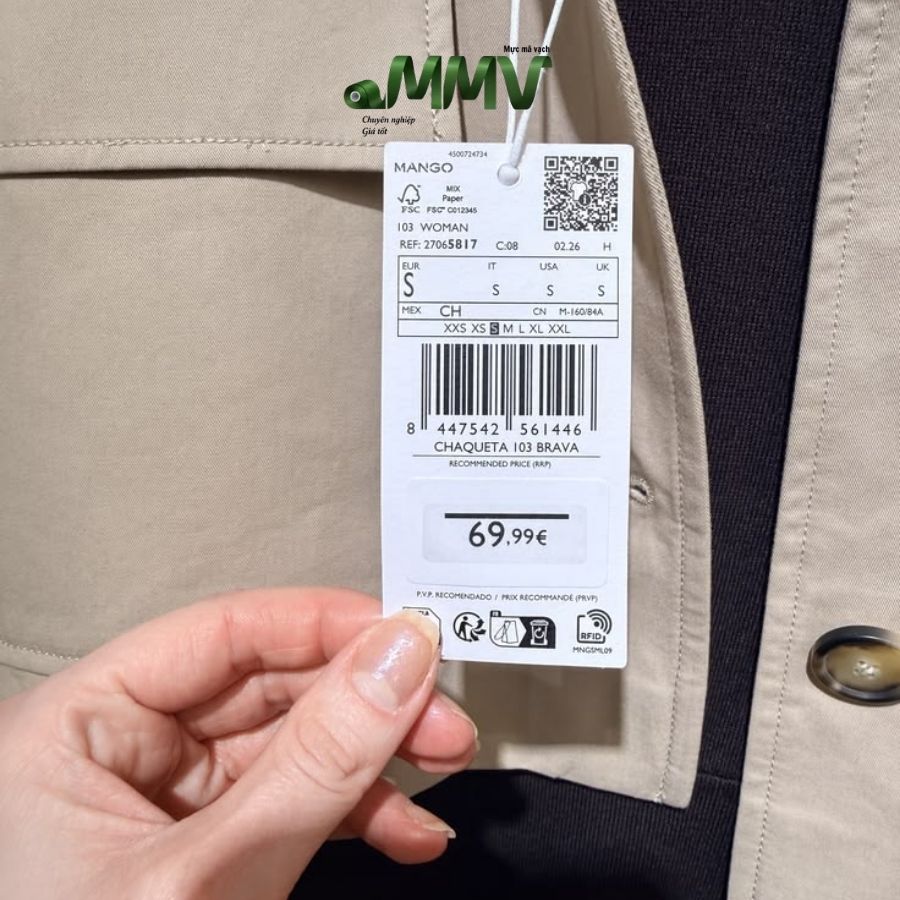 Mực mã vạch
MMV
Chuyên nghiệp
Giá tốt
4500724734
MANGO
MIX
Paper
FSC FSC™ C012345
103 WOMAN
REF: 27065817 C:08 02.26 H
EUR IT USA UK
S S S S
MEX CH CN M-160/84A
XXS XS S M L XL XXL
8 447542 561446
CHAQUETA 103 BRAVA
RECOMMENDED PRICE (RRP)
69,99€
P.V.P. RECOMENDADO / PRIX RECOMMANDÉ (PRVP)
FR
RFID
MNGSML09